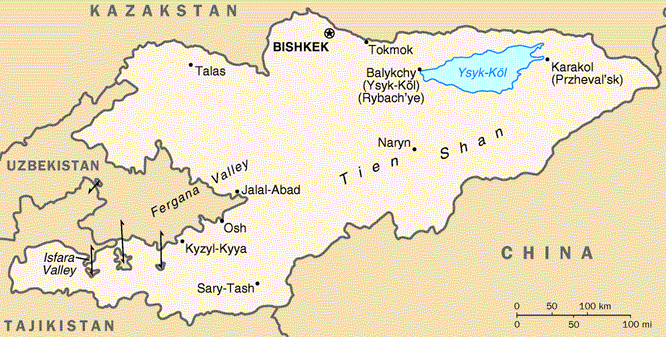 KAZAKSTAN
BISHKEK
Tokmok
Talas
Balykchy
(Ysyk-Köl)
(Rybach'ye)
Ysyk-Köl
Karakol
(Przheval'sk)
UZBEKISTAN
Naryn
Tien Shan
Fergana Valley
Jalal-Abad
Osh
Isfara
Valley
Kyzyl-Kyya
CHINA
Sary-Tash
0 50 100 km
0 50 100 mi
TAJIKISTAN